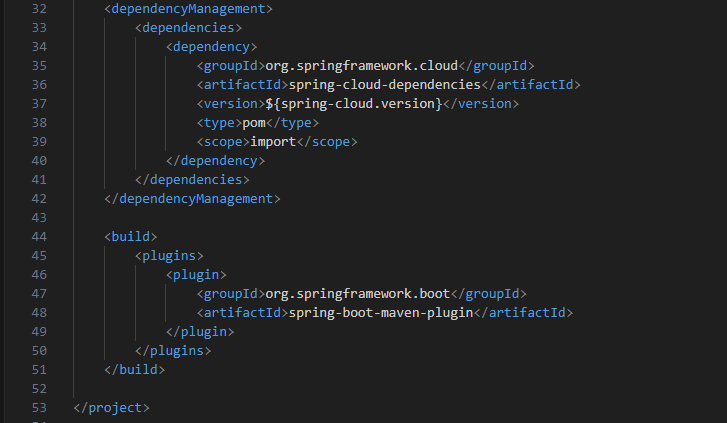 32 <dependencyManagement>
33 <dependencies>
34 <dependency>
35 <groupId>org.springframework.cloud</groupId>
36 <artifactId>spring-cloud-dependencies</artifactId>
37 <version>${spring-cloud.version}</version>
38 <type>pom</type>
39 <scope>import</scope>
40 </dependency>
41 </dependencies>
42 </dependencyManagement>
43
44 <build>
45 <plugins>
46 <plugin>
47 <groupId>org.springframework.boot</groupId>
48 <artifactId>spring-boot-maven-plugin</artifactId>
49 </plugin>
50 </plugins>
51 </build>
52
53 </project>